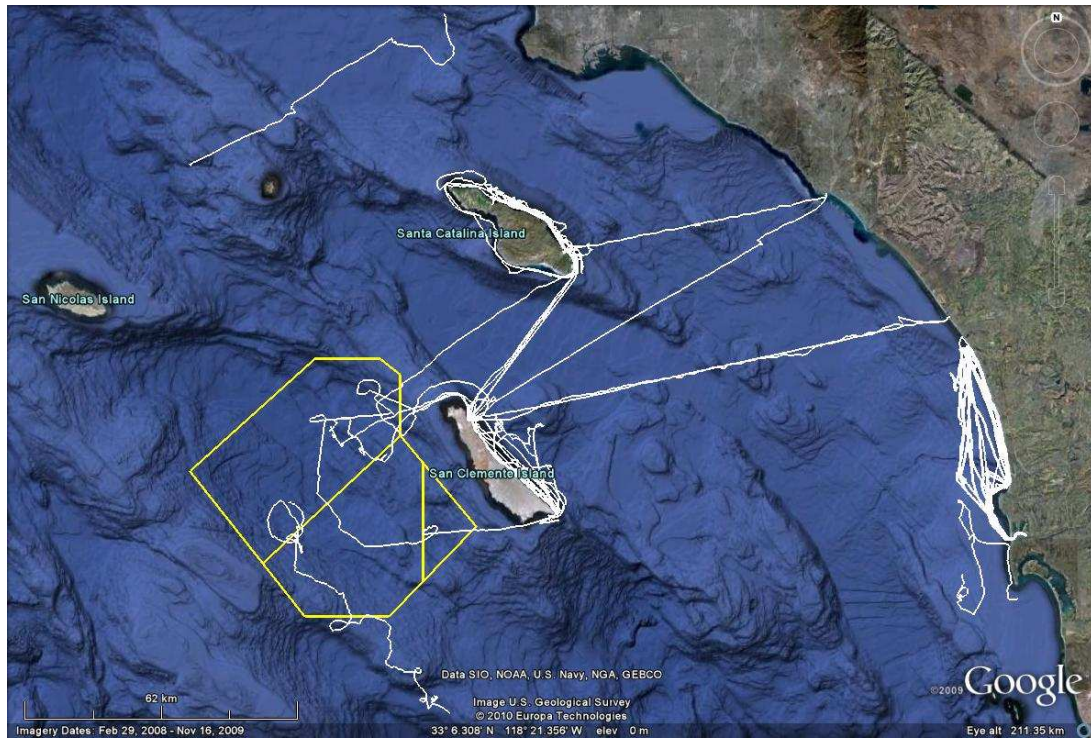 N
Santa Catalina Island
San Nicolas Island
San Clemente Island
Data SIO, NOAA, U.S. Navy, NGA, GEBCO
62 km
Image U.S. Geological Survey
© 2010 Europa Technologies
©2009 Google
Imagery Dates: Feb 29, 2008 - Nov 16, 2009
33° 6.308' N 118° 21.356' W elev 0 m
Eye alt 211.35 km